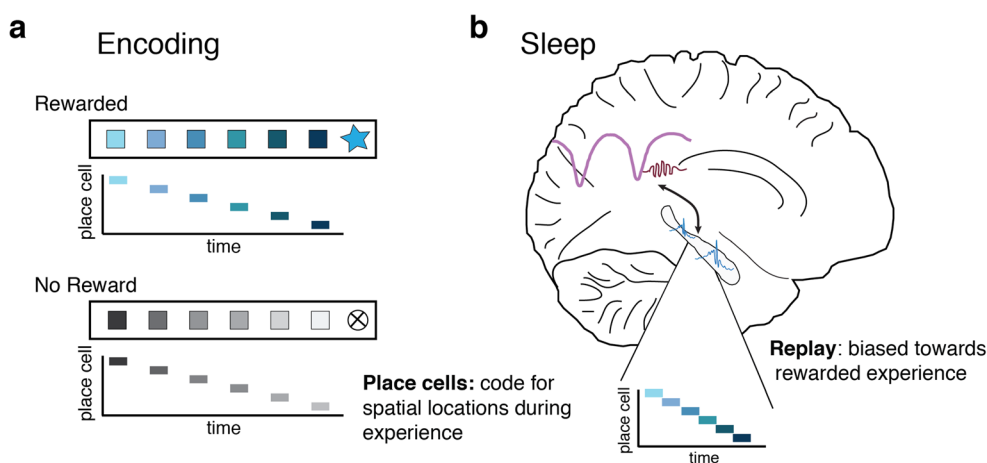 a
Encoding
Rewarded
place cell
time
No Reward
place cell
time
Place cells: code for
spatial locations during
experience
b
Sleep
Replay: biased towards
rewarded experience
place cell
time